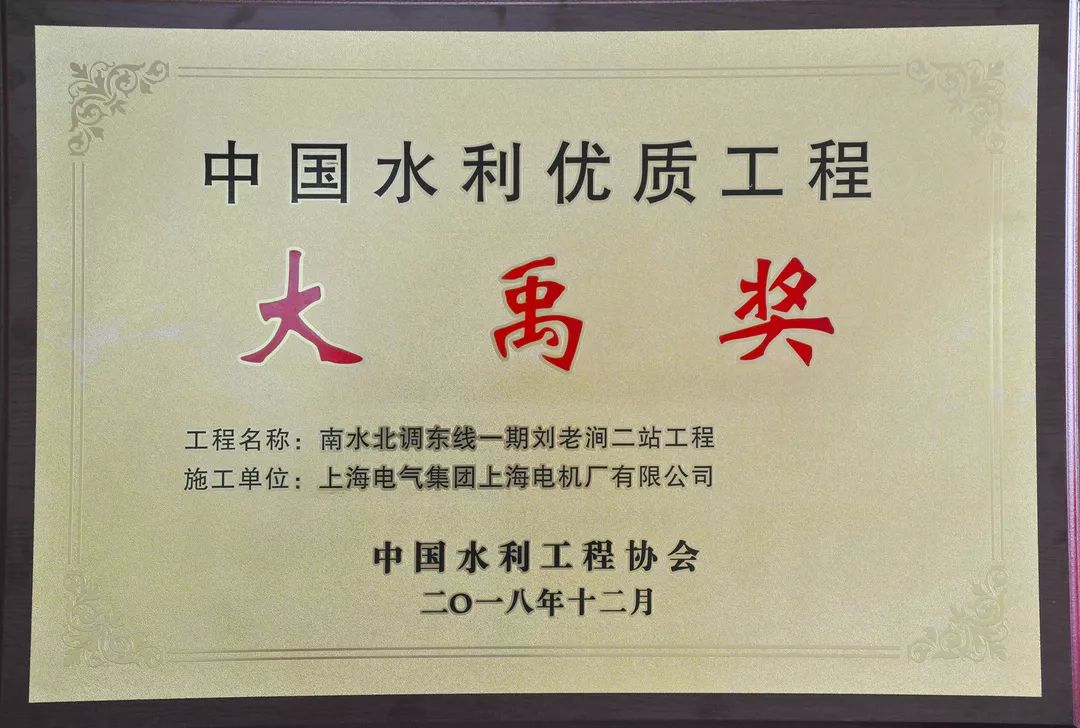 中国水利优质工程
大禹奖
工程名称：南水北调东线一期刘老涧二站工程
施工单位：上海电气集团上海电机厂有限公司
中国水利工程协会
二〇一八年十二月